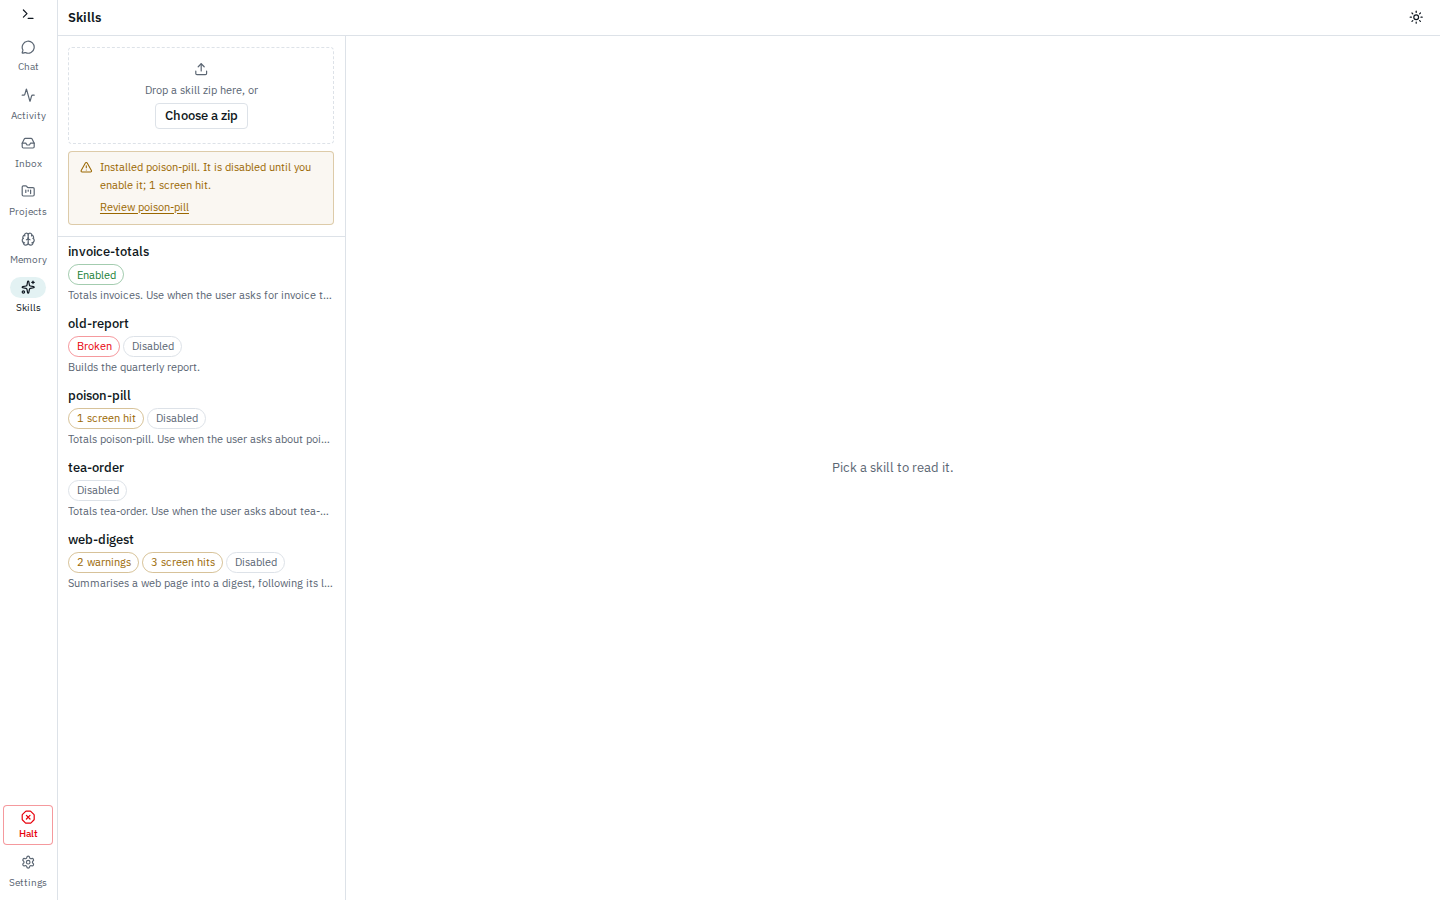 Skills
Chat
Activity
Inbox
Projects
Memory
Skills
Halt
Settings
Drop a skill zip here, or
Choose a zip
Installed poison-pill. It is disabled until you
enable it; 1 screen hit.
Review poison-pill
invoice-totals
Enabled
Totals invoices. Use when the user asks for invoice t...
old-report
Broken Disabled
Builds the quarterly report.
poison-pill
1 screen hit Disabled
Totals poison-pill. Use when the user asks about poi...
tea-order
Disabled
Totals tea-order. Use when the user asks about tea-...
web-digest
2 warnings 3 screen hits Disabled
Summarises a web page into a digest, following its l...
Pick a skill to read it.